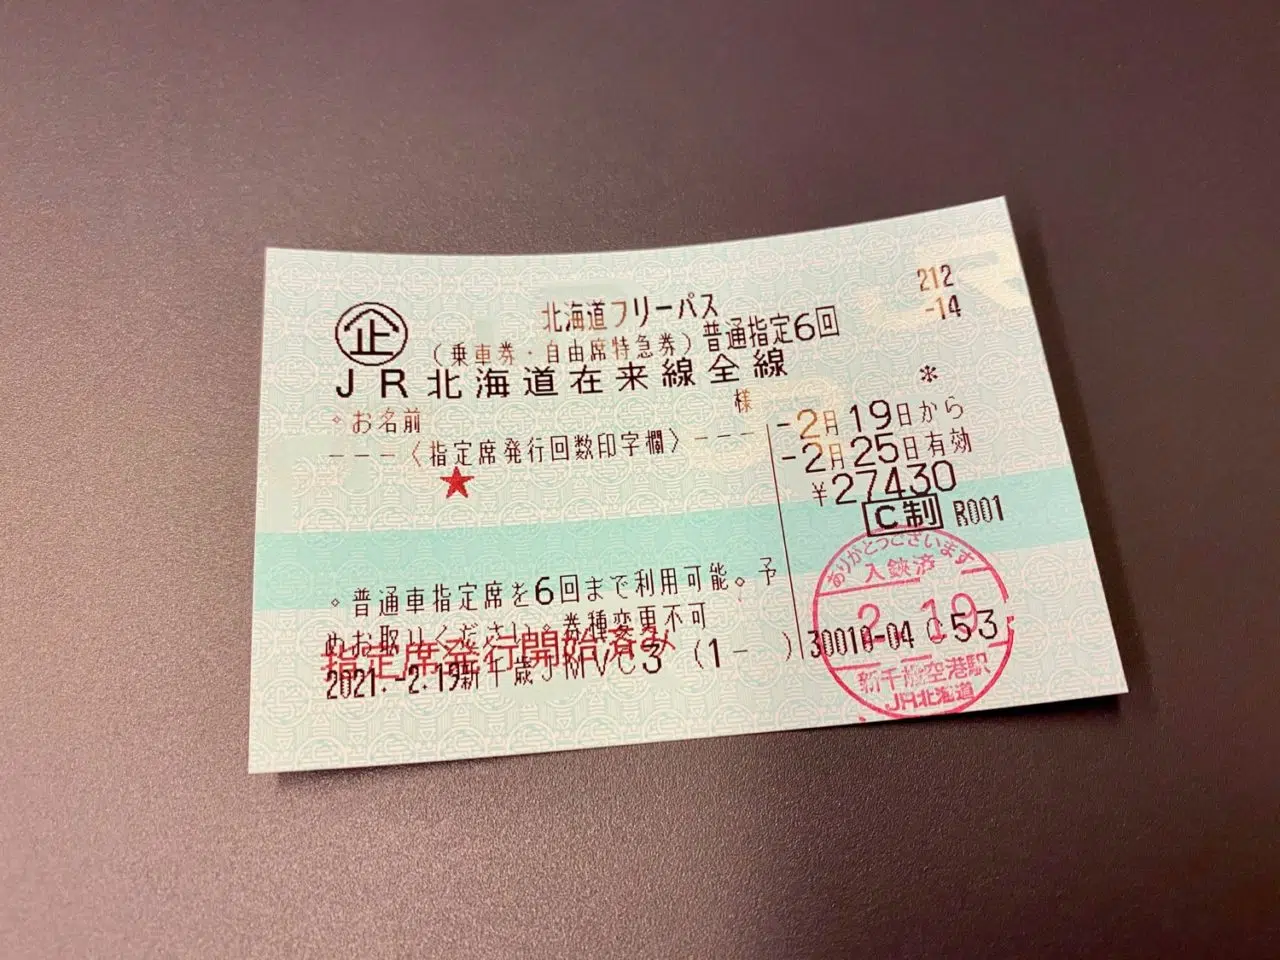 企
北海道フリーパス
212
-14
（乗車券・自由席特急券）普通指定6回
JR北海道在来線全線
＊
◦お名前 様
-2月19日から
---〈指定席発行回数印字欄〉---
-2月25日有効
★
￥27430
C制 R001
◦普通車指定席を6回まで利用可能。予
めお取りください。券種変更不可
指定席発行開始済み
2021.-2.19新千歳JMVC3 (1- )30010-04 C53
ありがとうございます
入鋏済
2.19
新千歳空港駅
JR北海道